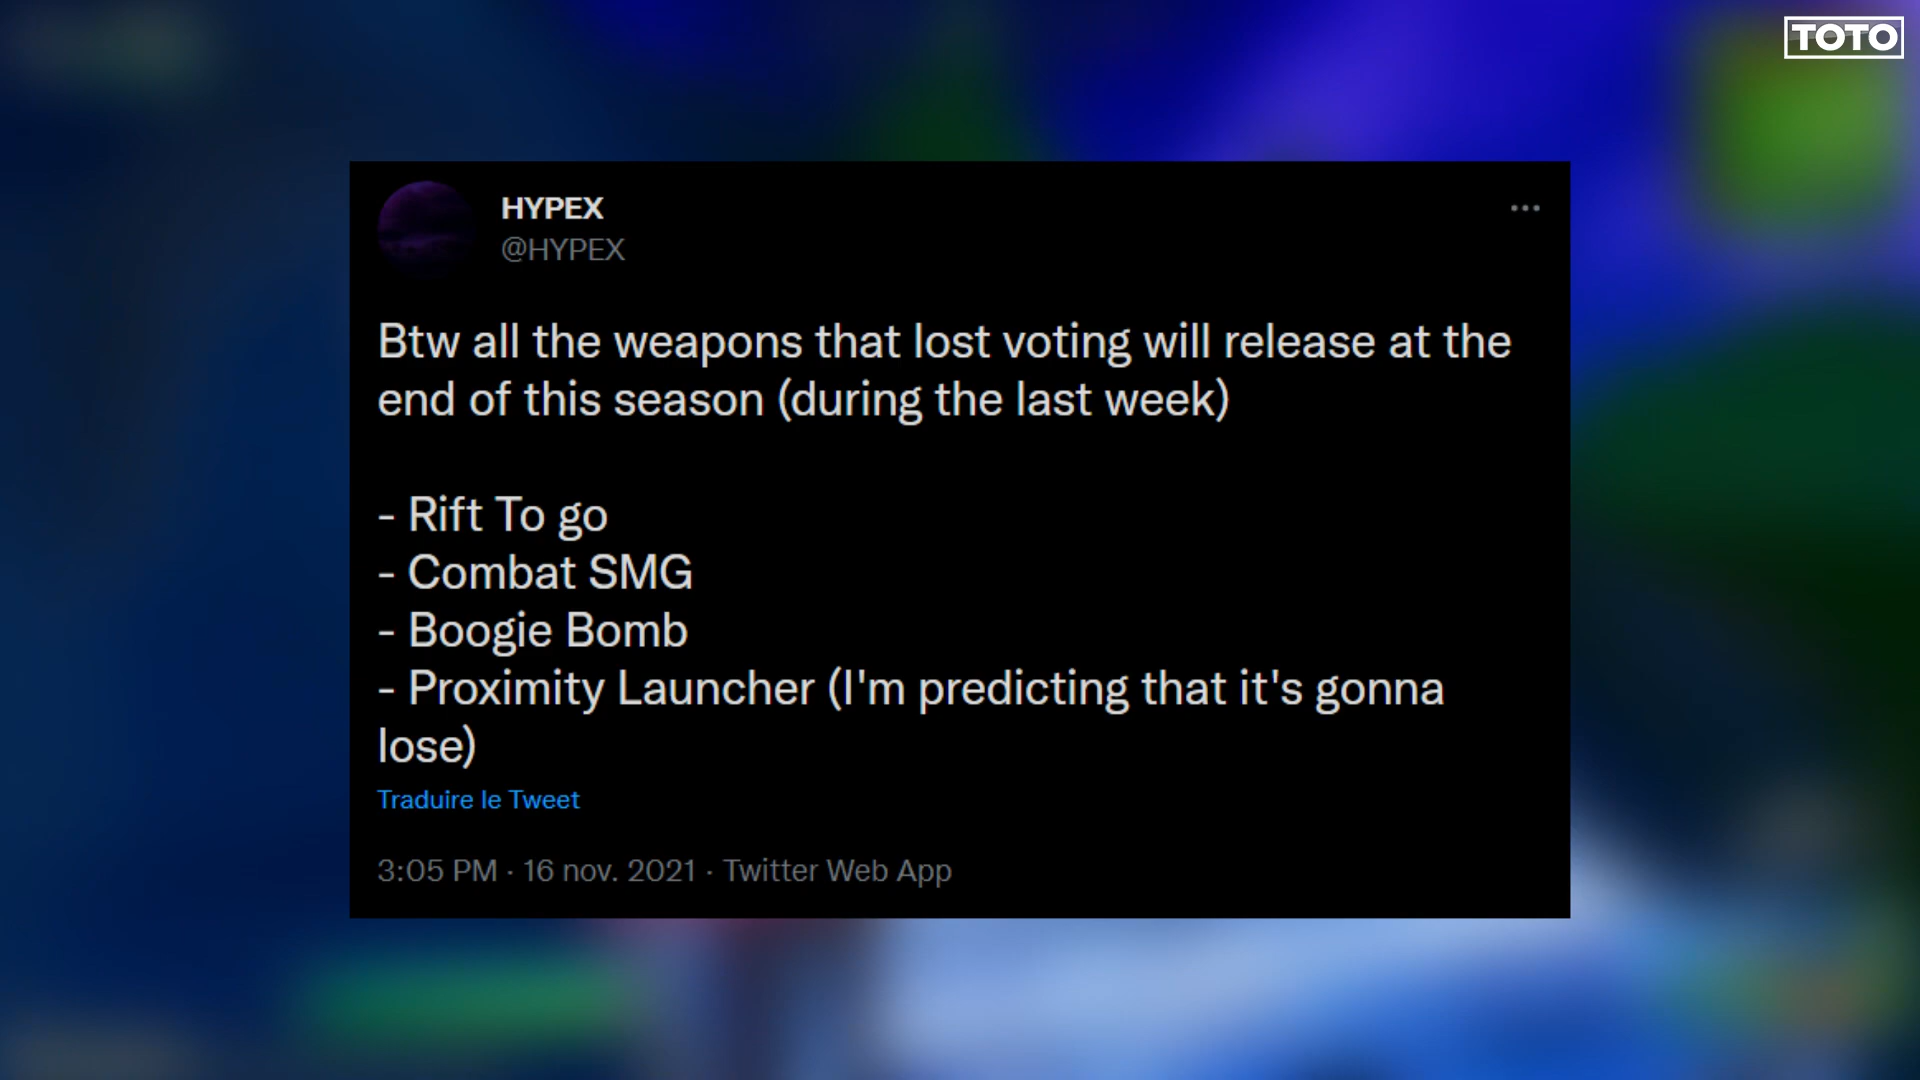 TOTO
HYPEX
@HYPEX
Btw all the weapons that lost voting will release at the
end of this season (during the last week)
- Rift To go
- Combat SMG
- Boogie Bomb
- Proximity Launcher (I'm predicting that it's gonna
lose)
Traduire le Tweet
3:05 PM · 16 nov. 2021 · Twitter Web App